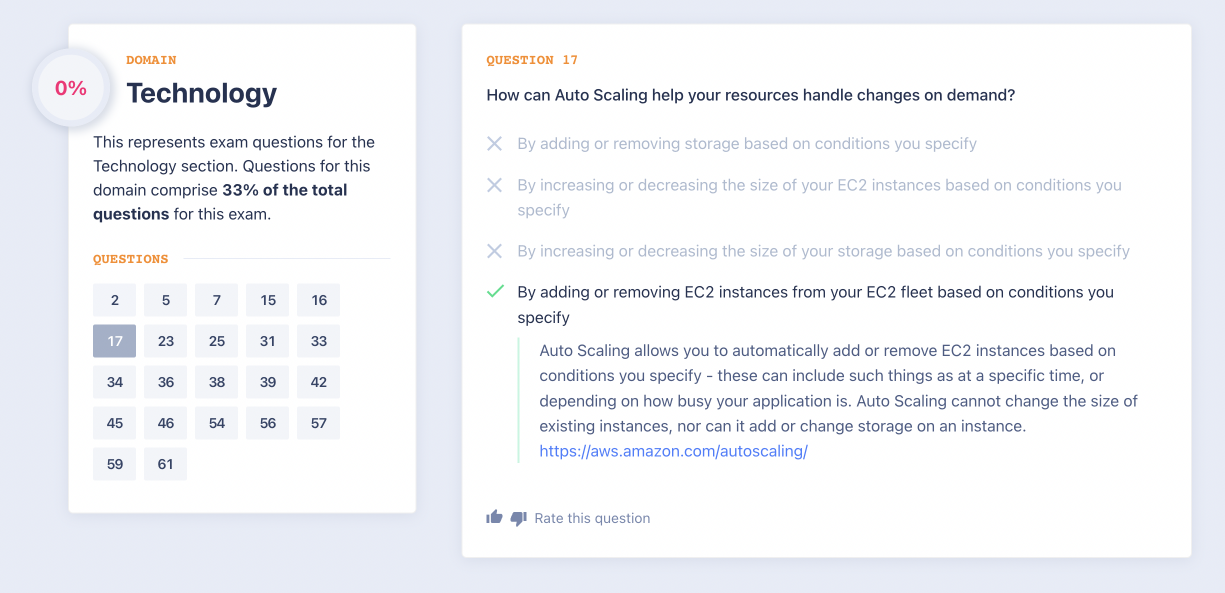 0%
DOMAIN
Technology
This represents exam questions for the
Technology section. Questions for this
domain comprise 33% of the total
questions for this exam.
QUESTIONS
2 5 7 15 16
17 23 25 31 33
34 36 38 39 42
45 46 54 56 57
59 61
QUESTION 17
How can Auto Scaling help your resources handle changes on demand?
By adding or removing storage based on conditions you specify
By increasing or decreasing the size of your EC2 instances based on conditions you
specify
By increasing or decreasing the size of your storage based on conditions you specify
By adding or removing EC2 instances from your EC2 fleet based on conditions you
specify
Auto Scaling allows you to automatically add or remove EC2 instances based on
conditions you specify - these can include such things as at a specific time, or
depending on how busy your application is. Auto Scaling cannot change the size of
existing instances, nor can it add or change storage on an instance.
https://aws.amazon.com/autoscaling/
Rate this question